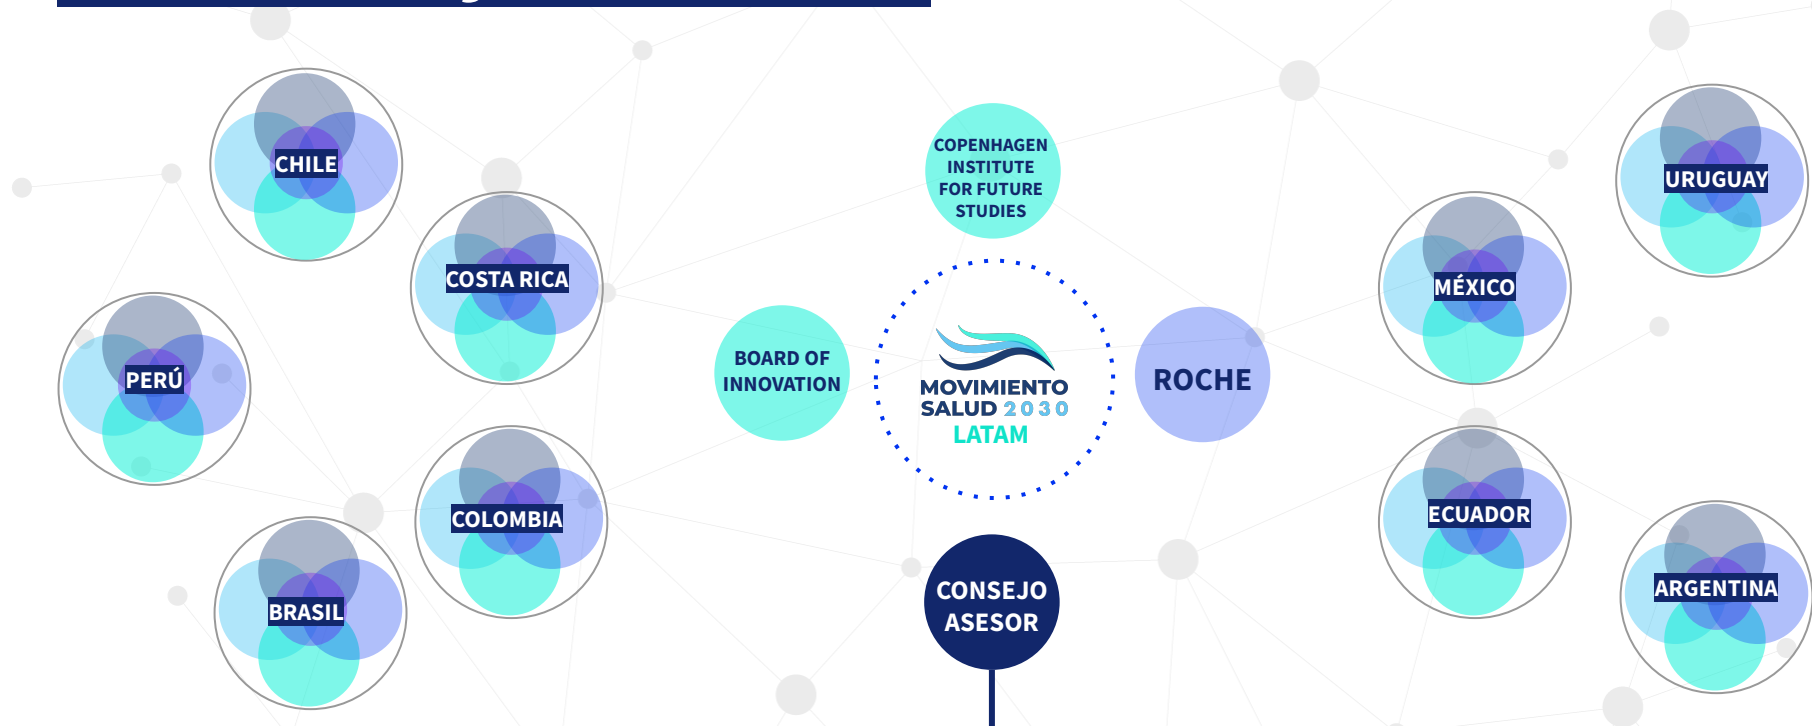 CHILE
COSTA RICA
PERÚ
COLOMBIA
BRASIL
COPENHAGEN
INSTITUTE
FOR FUTURE
STUDIES
BOARD OF
INNOVATION
MOVIMIENTO
SALUD 2030
LATAM
ROCHE
CONSEJO
ASESOR
URUGUAY
MÉXICO
ECUADOR
ARGENTINA